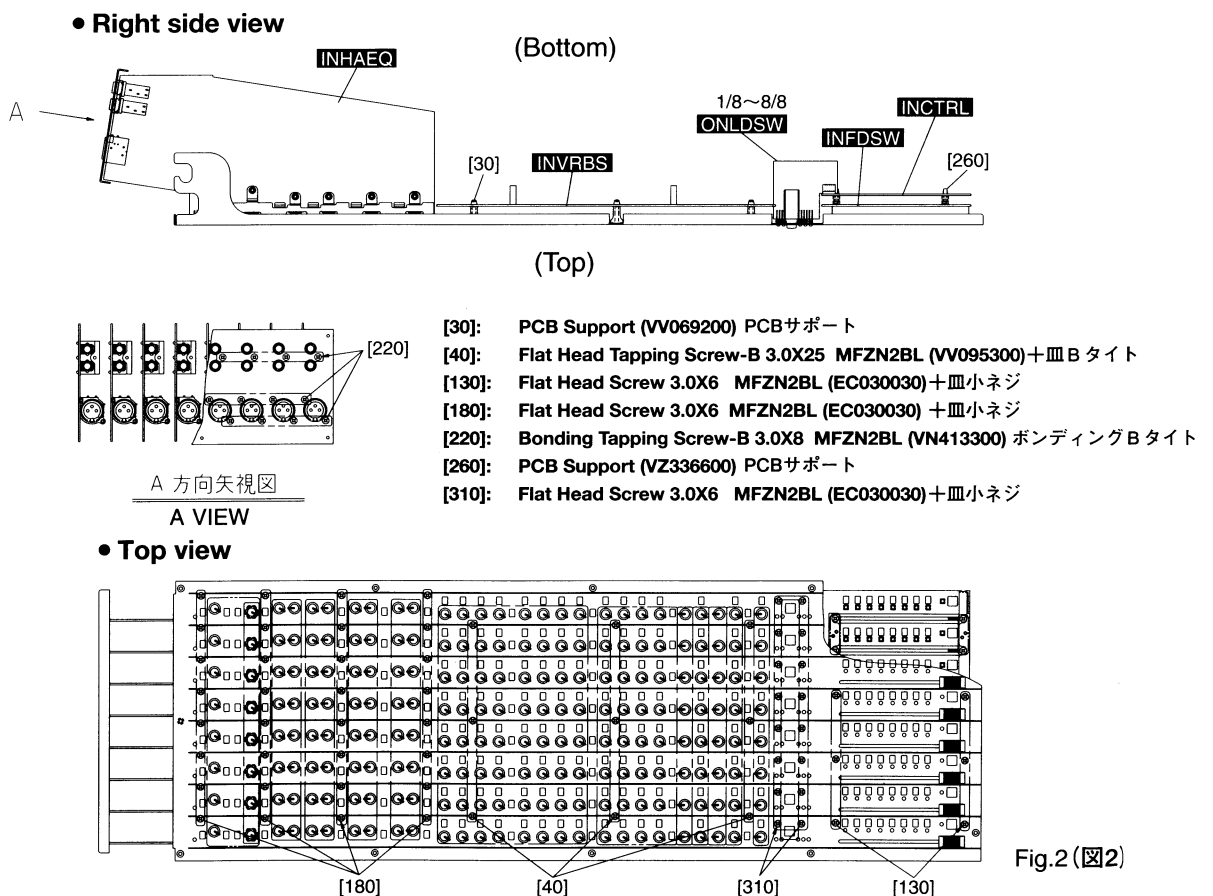 ● Right side view
(Bottom)
INHAEQ
A
1/8～8/8
ONLDSW
INCTRL
INFDSW
[30]
INVRBS
[260]
(Top)
[220]
A 方向矢視図
A VIEW
[30]: PCB Support (VV069200) PCBサポート
[40]: Flat Head Tapping Screw-B 3.0X25 MFZN2BL (VV095300)＋皿B タイト
[130]: Flat Head Screw 3.0X6 MFZN2BL (EC030030)＋皿小ネジ
[180]: Flat Head Screw 3.0X6 MFZN2BL (EC030030) ＋皿小ネジ
[220]: Bonding Tapping Screw-B 3.0X8 MFZN2BL (VN413300) ボンディングB タイト
[260]: PCB Support (VZ336600) PCBサポート
[310]: Flat Head Screw 3.0X6 MFZN2BL (EC030030)＋皿小ネジ
● Top view
[180]
[40]
[310]
[130]
Fig.2(図2)